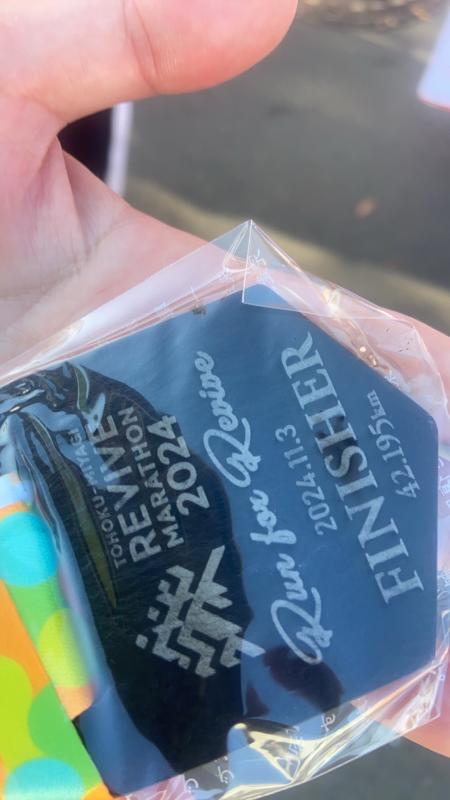 TOHOKU-MIYAGI
REVIVE
MARATHON
2024
Run for Revive
2024.11.3
FINISHER
42.195km